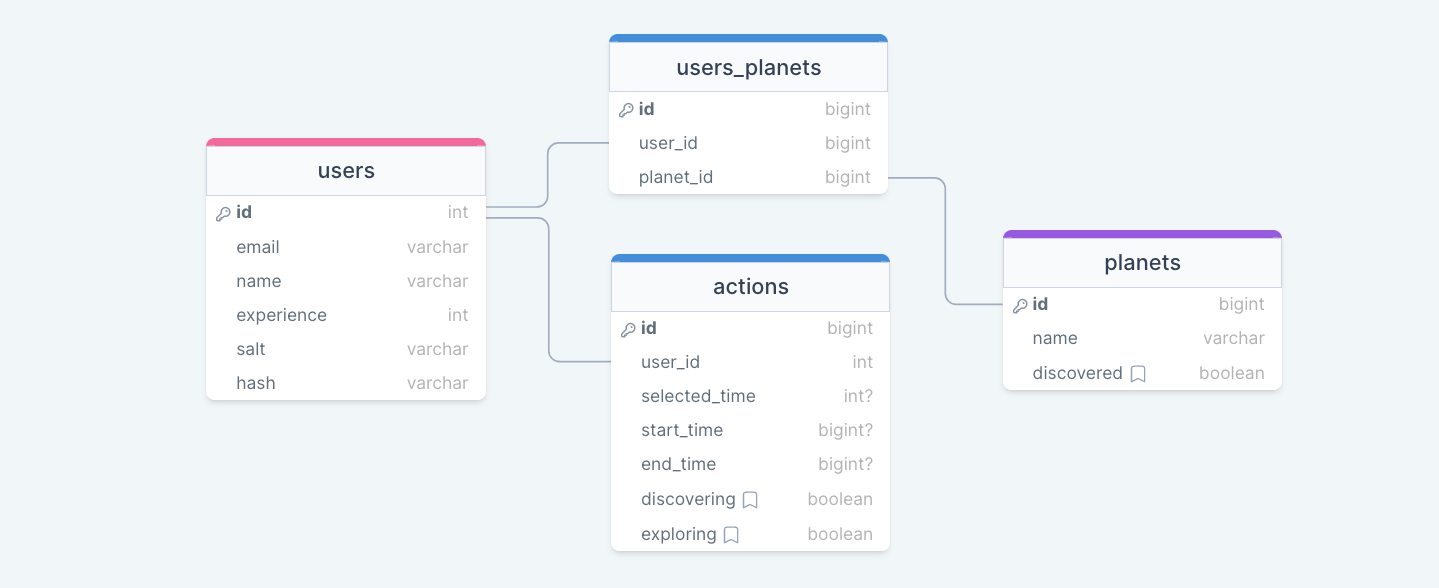 users_planets
id bigint
user_id bigint
planet_id bigint
users
id int
email varchar
name varchar
experience int
salt varchar
hash varchar
actions
id bigint
user_id int
selected_time int?
start_time bigint?
end_time bigint?
discovering boolean
exploring boolean
planets
id bigint
name varchar
discovered boolean